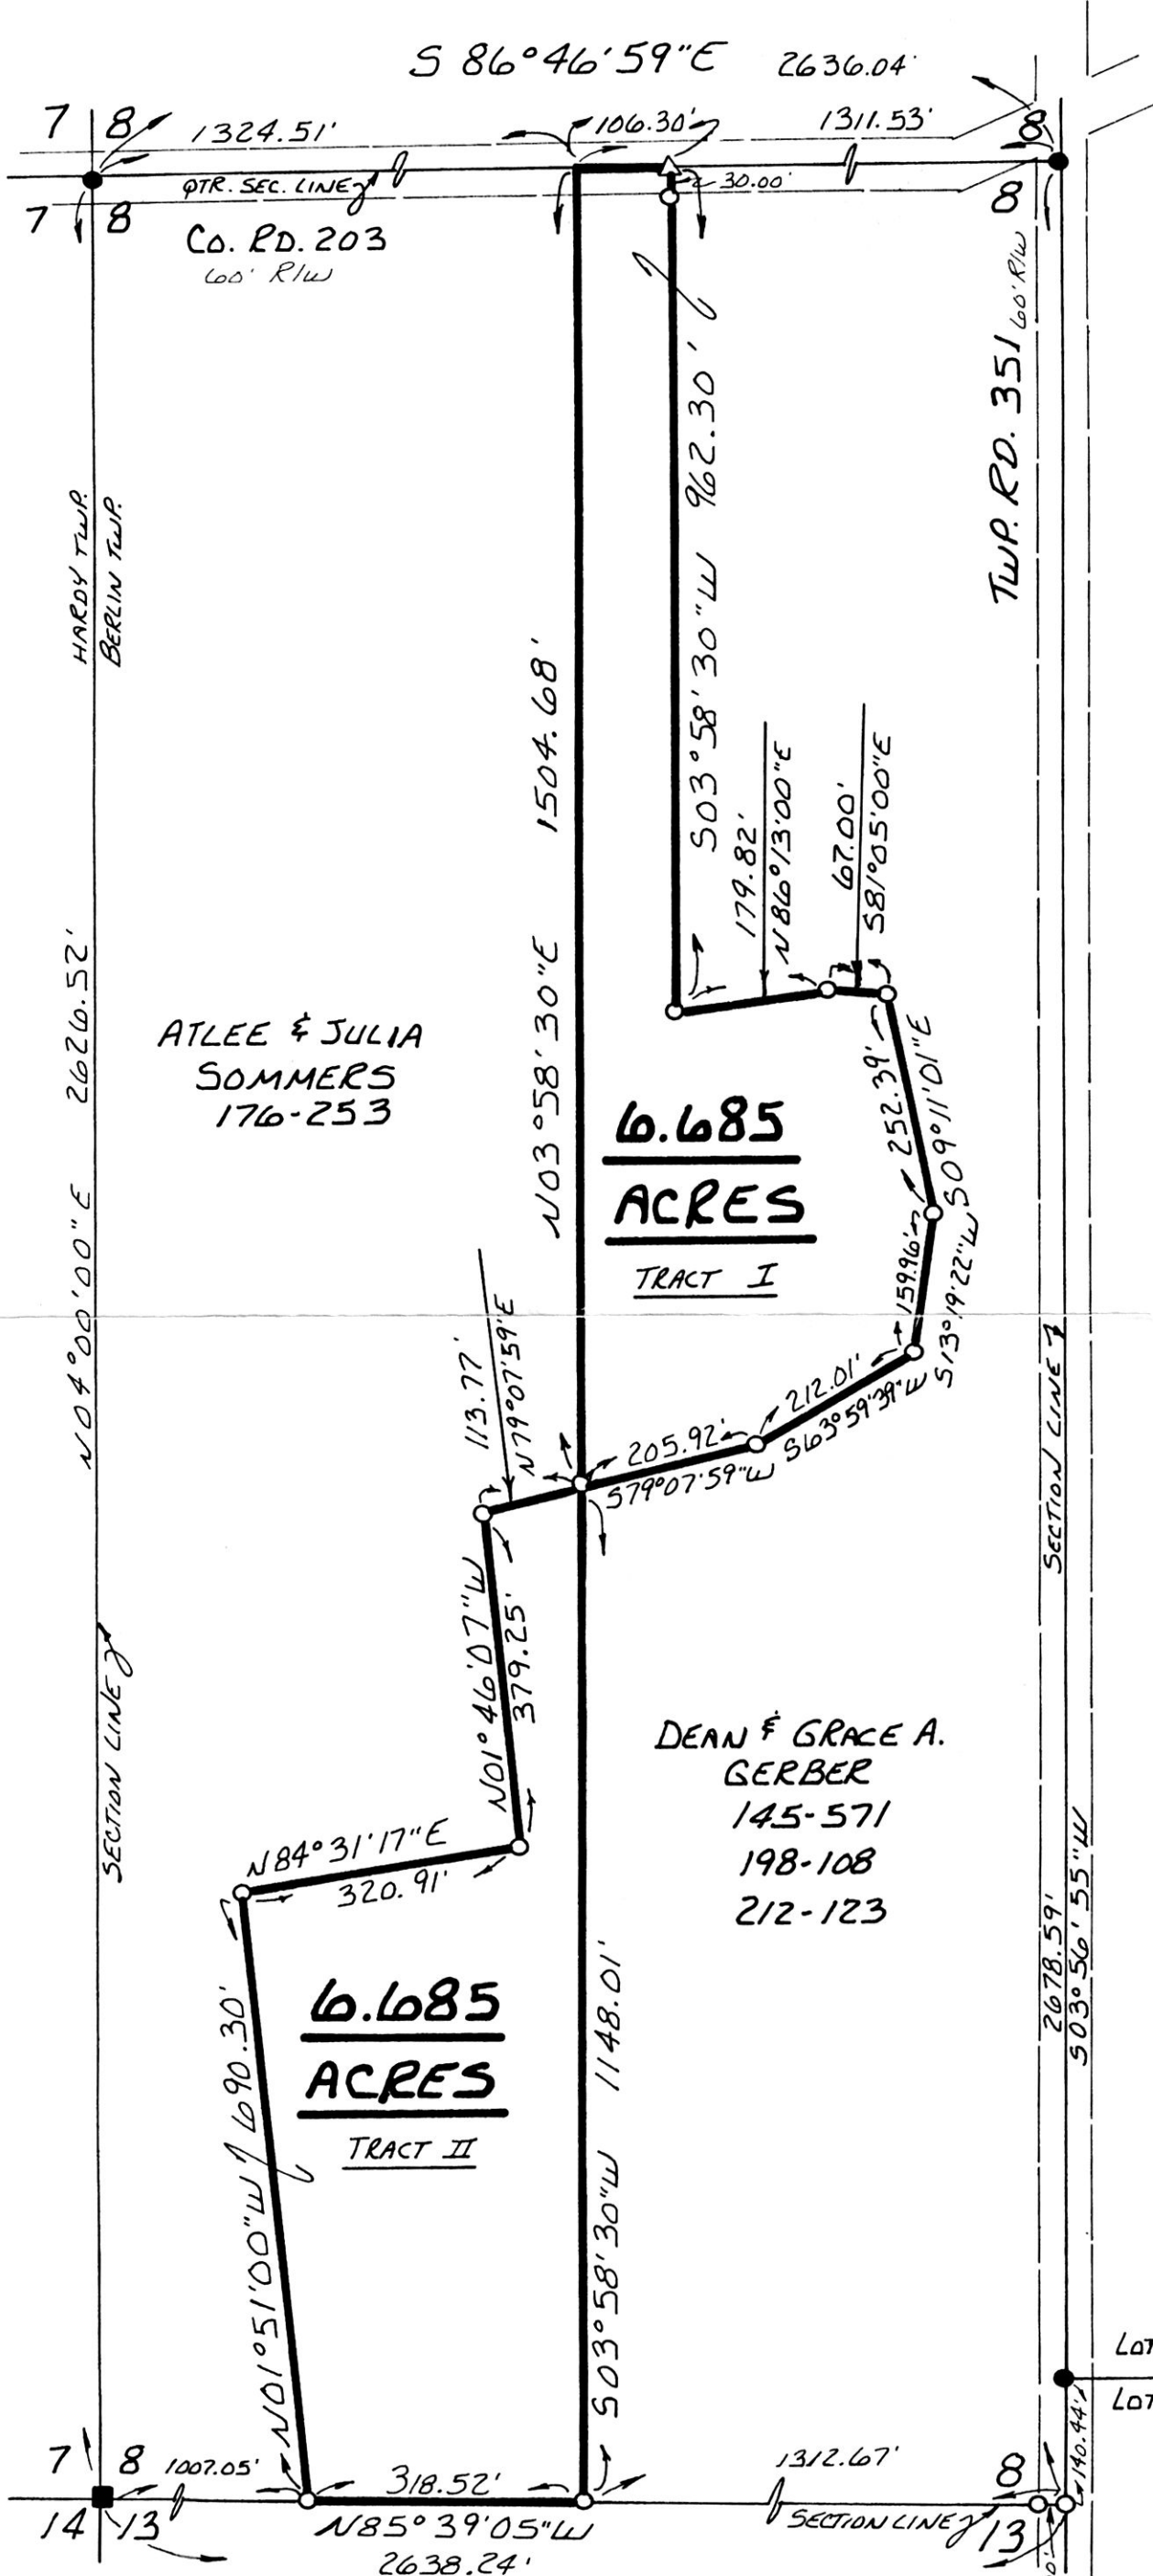 S 86°46'59"E 2636.04'
7 8 1324.51' 106.30' 1311.53' 8
QTR. SEC. LINE 30.00'
7 8 8
CO. RD. 203
60' R/W
TWP. RD. 351 60' R/W
962.30'
S03°58'30"W
HARDY TWP.
BERLIN TWP.
1504.68'
N03°58'30"E
179.82'
N86°13'00"E
67.00'
S81°05'00"E
2626.52'
N04°00'00"E
ATLEE & JULIA
SOMMERS
176-253
252.39'
S09°11'01"E
6.685
ACRES
TRACT I
159.96'
S13°19'22"W
113.77'
N79°07'59"E
212.01'
S63°59'39"W
205.92'
S79°07'59"W
SECTION LINE
N01°46'07"W
379.25'
SECTION LINE
DEAN & GRACE A.
GERBER
145-571
198-108
212-123
N84°31'17"E
320.91'
2678.59'
S03°56'55"W
6.685
ACRES
TRACT II
690.30'
N01°51'00"W
1148.01'
S03°58'30"W
LOT
LOT
140.44'
7 8 1007.05' 318.52' 1312.67' 8
14 13 N85°39'05"W SECTION LINE 13
2638.24'